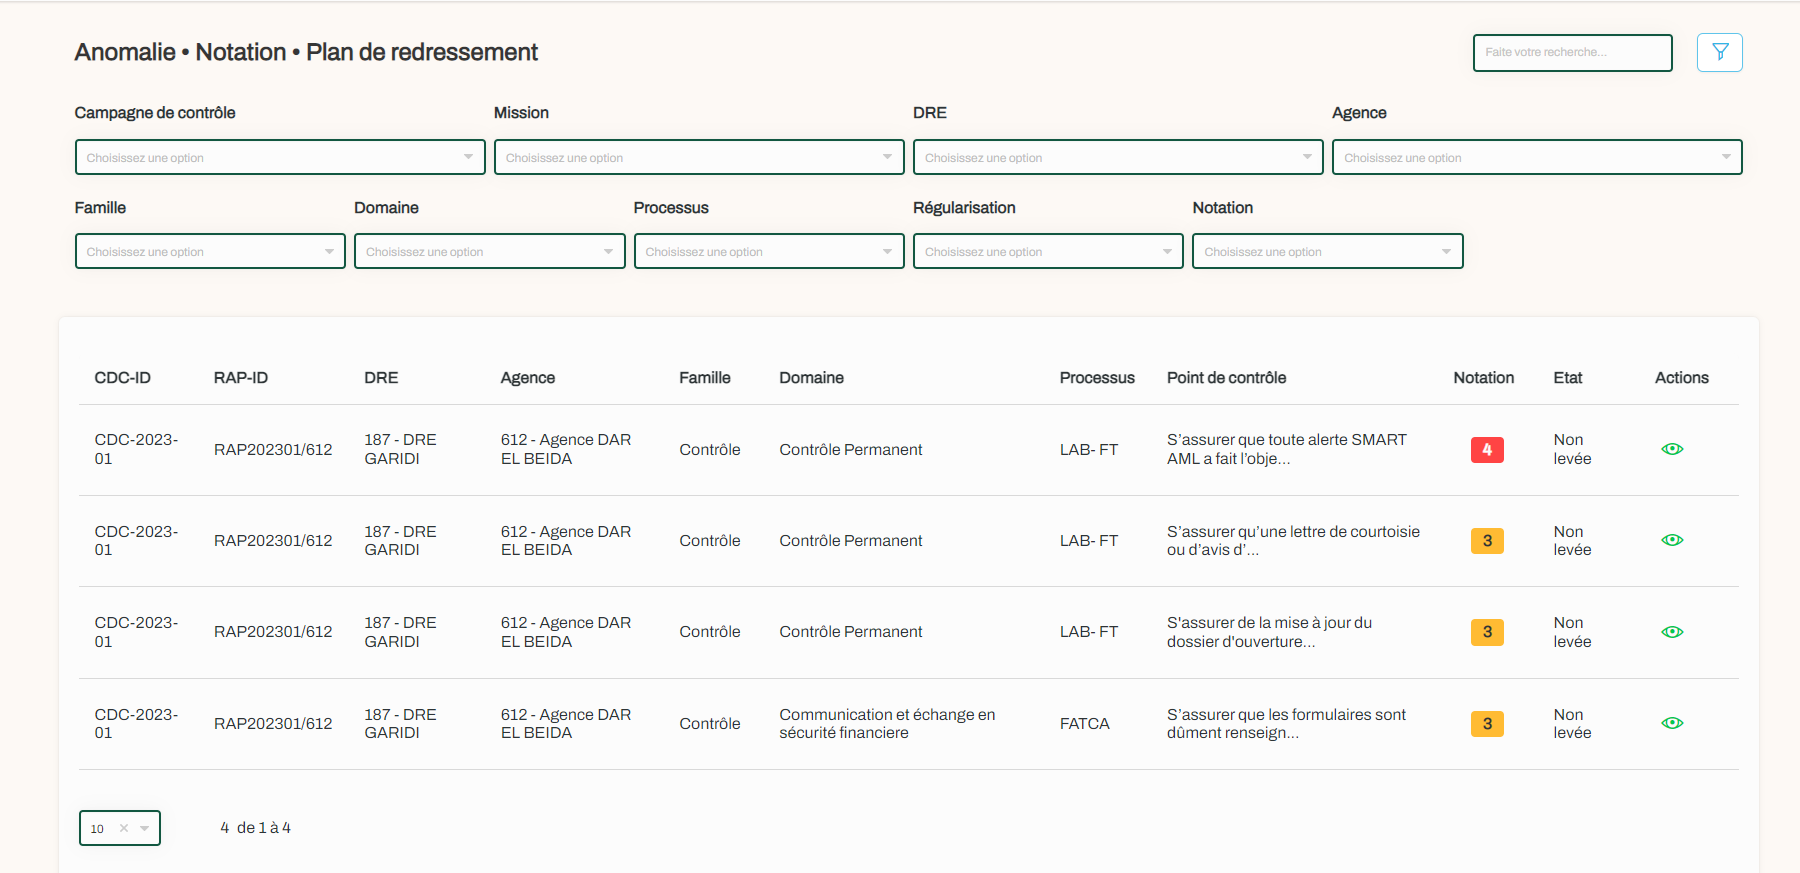 Anomalie • Notation • Plan de redressement
Faite votre recherche...
Campagne de contrôle Mission DRE Agence
Choisissez une option Choisissez une option Choisissez une option Choisissez une option
Famille Domaine Processus Régularisation Notation
Choisissez une option Choisissez une option Choisissez une option Choisissez une option Choisissez une option
CDC-ID RAP-ID DRE Agence Famille Domaine Processus Point de contrôle Notation Etat Actions
CDC-2023- 187 - DRE 612 - Agence DAR S’assurer que toute alerte SMART Non
RAP202301/612 Contrôle Contrôle Permanent LAB- FT 4
01 GARIDI EL BEIDA AML a fait l’obje... levée
CDC-2023- 187 - DRE 612 - Agence DAR S’assurer qu’une lettre de courtoisie Non
RAP202301/612 Contrôle Contrôle Permanent LAB- FT 3
01 GARIDI EL BEIDA ou d’avis d’... levée
CDC-2023- 187 - DRE 612 - Agence DAR S'assurer de la mise à jour du Non
RAP202301/612 Contrôle Contrôle Permanent LAB- FT 3
01 GARIDI EL BEIDA dossier d'ouverture... levée
CDC-2023- 187 - DRE 612 - Agence DAR Communication et échange en S’assurer que les formulaires sont Non
RAP202301/612 Contrôle FATCA 3
01 GARIDI EL BEIDA sécurité financiere dûment renseign... levée
10 4 de 1 à 4